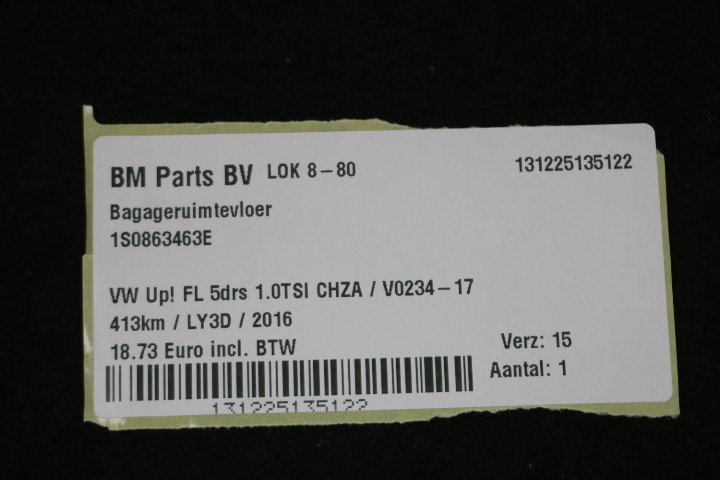 BM Parts BV LOK 8-80 131225135122
Bagageruimtevloer
1S0863463E
VW Up! FL 5drs 1.0TSI CHZA / V0234-17
413km / LY3D / 2016
18.73 Euro incl. BTW
Verz: 15
Aantal: 1
131225135122